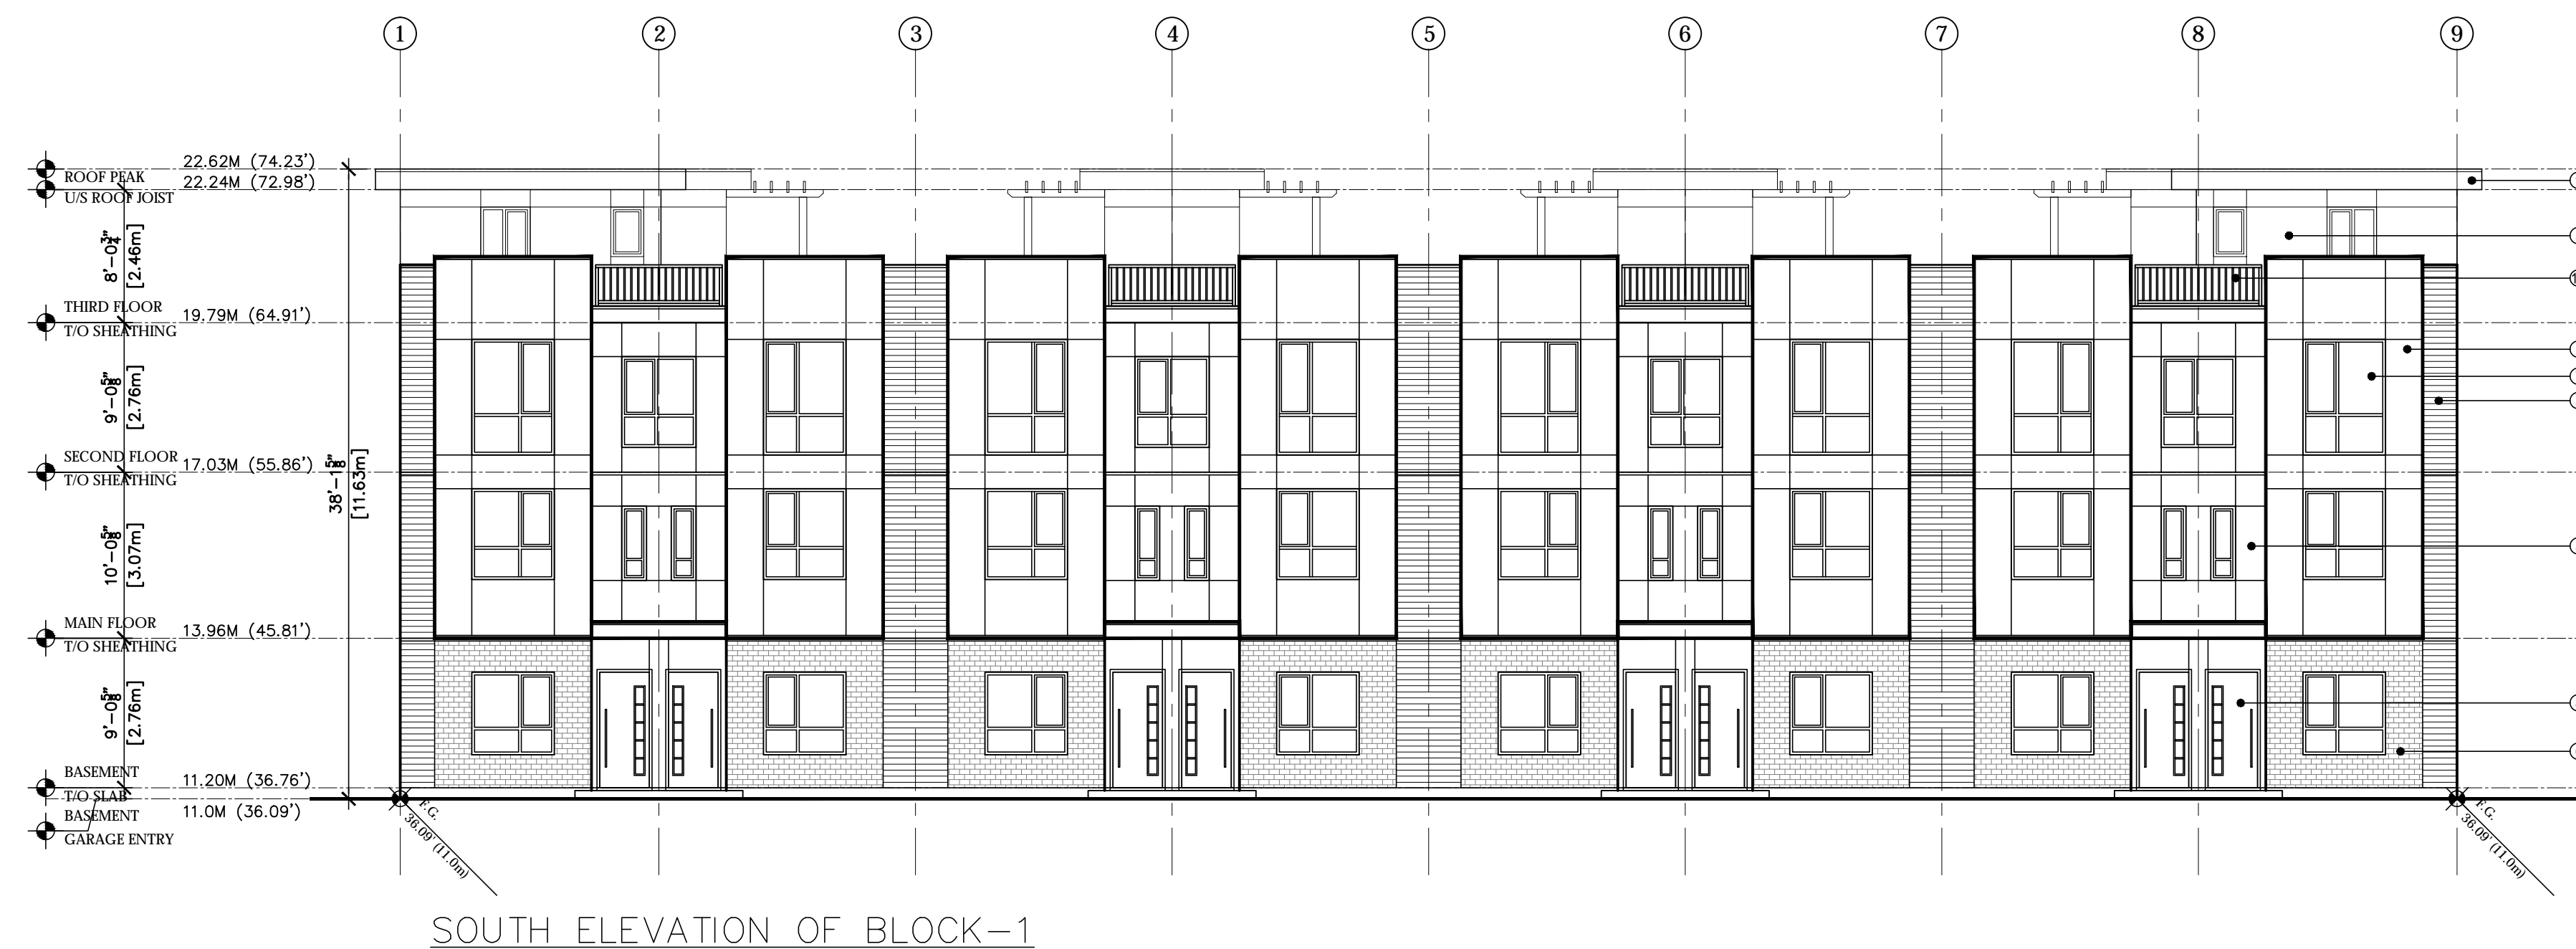 1 2 3 4 5 6 7 8 9
22.62M (74.23')
ROOF PEAK
22.24M (72.98')
U/S ROOF JOIST
8'-0¾"
[2.46m]
THIRD FLOOR
19.79M (64.91')
T/O SHEATHING
9'-0⅝"
[2.76m]
SECOND FLOOR
17.03M (55.86')
T/O SHEATHING
38'-1⅝"
[11.63m]
10'-0⅝"
[3.07m]
MAIN FLOOR
13.96M (45.81')
T/O SHEATHING
9'-0⅝"
[2.76m]
BASEMENT
11.20M (36.76')
T/O SLAB
11.0M (36.09')
BASEMENT
GARAGE ENTRY
F.G.
36.09' (11.0m)
F.G.
36.09' (11.0m)
SOUTH ELEVATION OF BLOCK-1